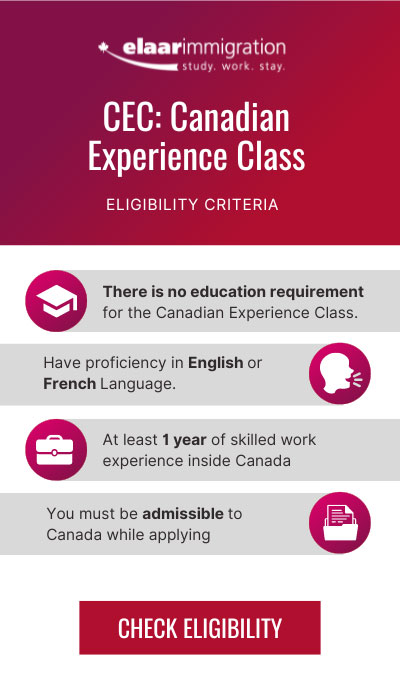 elaarimmigration
study. work. stay.
CEC: Canadian
Experience Class
ELIGIBILITY CRITERIA
There is no education requirement
for the Canadian Experience Class.
Have proficiency in English or
French Language.
At least 1 year of skilled work
experience inside Canada
You must be admissible to
Canada while applying
CHECK ELIGIBILITY